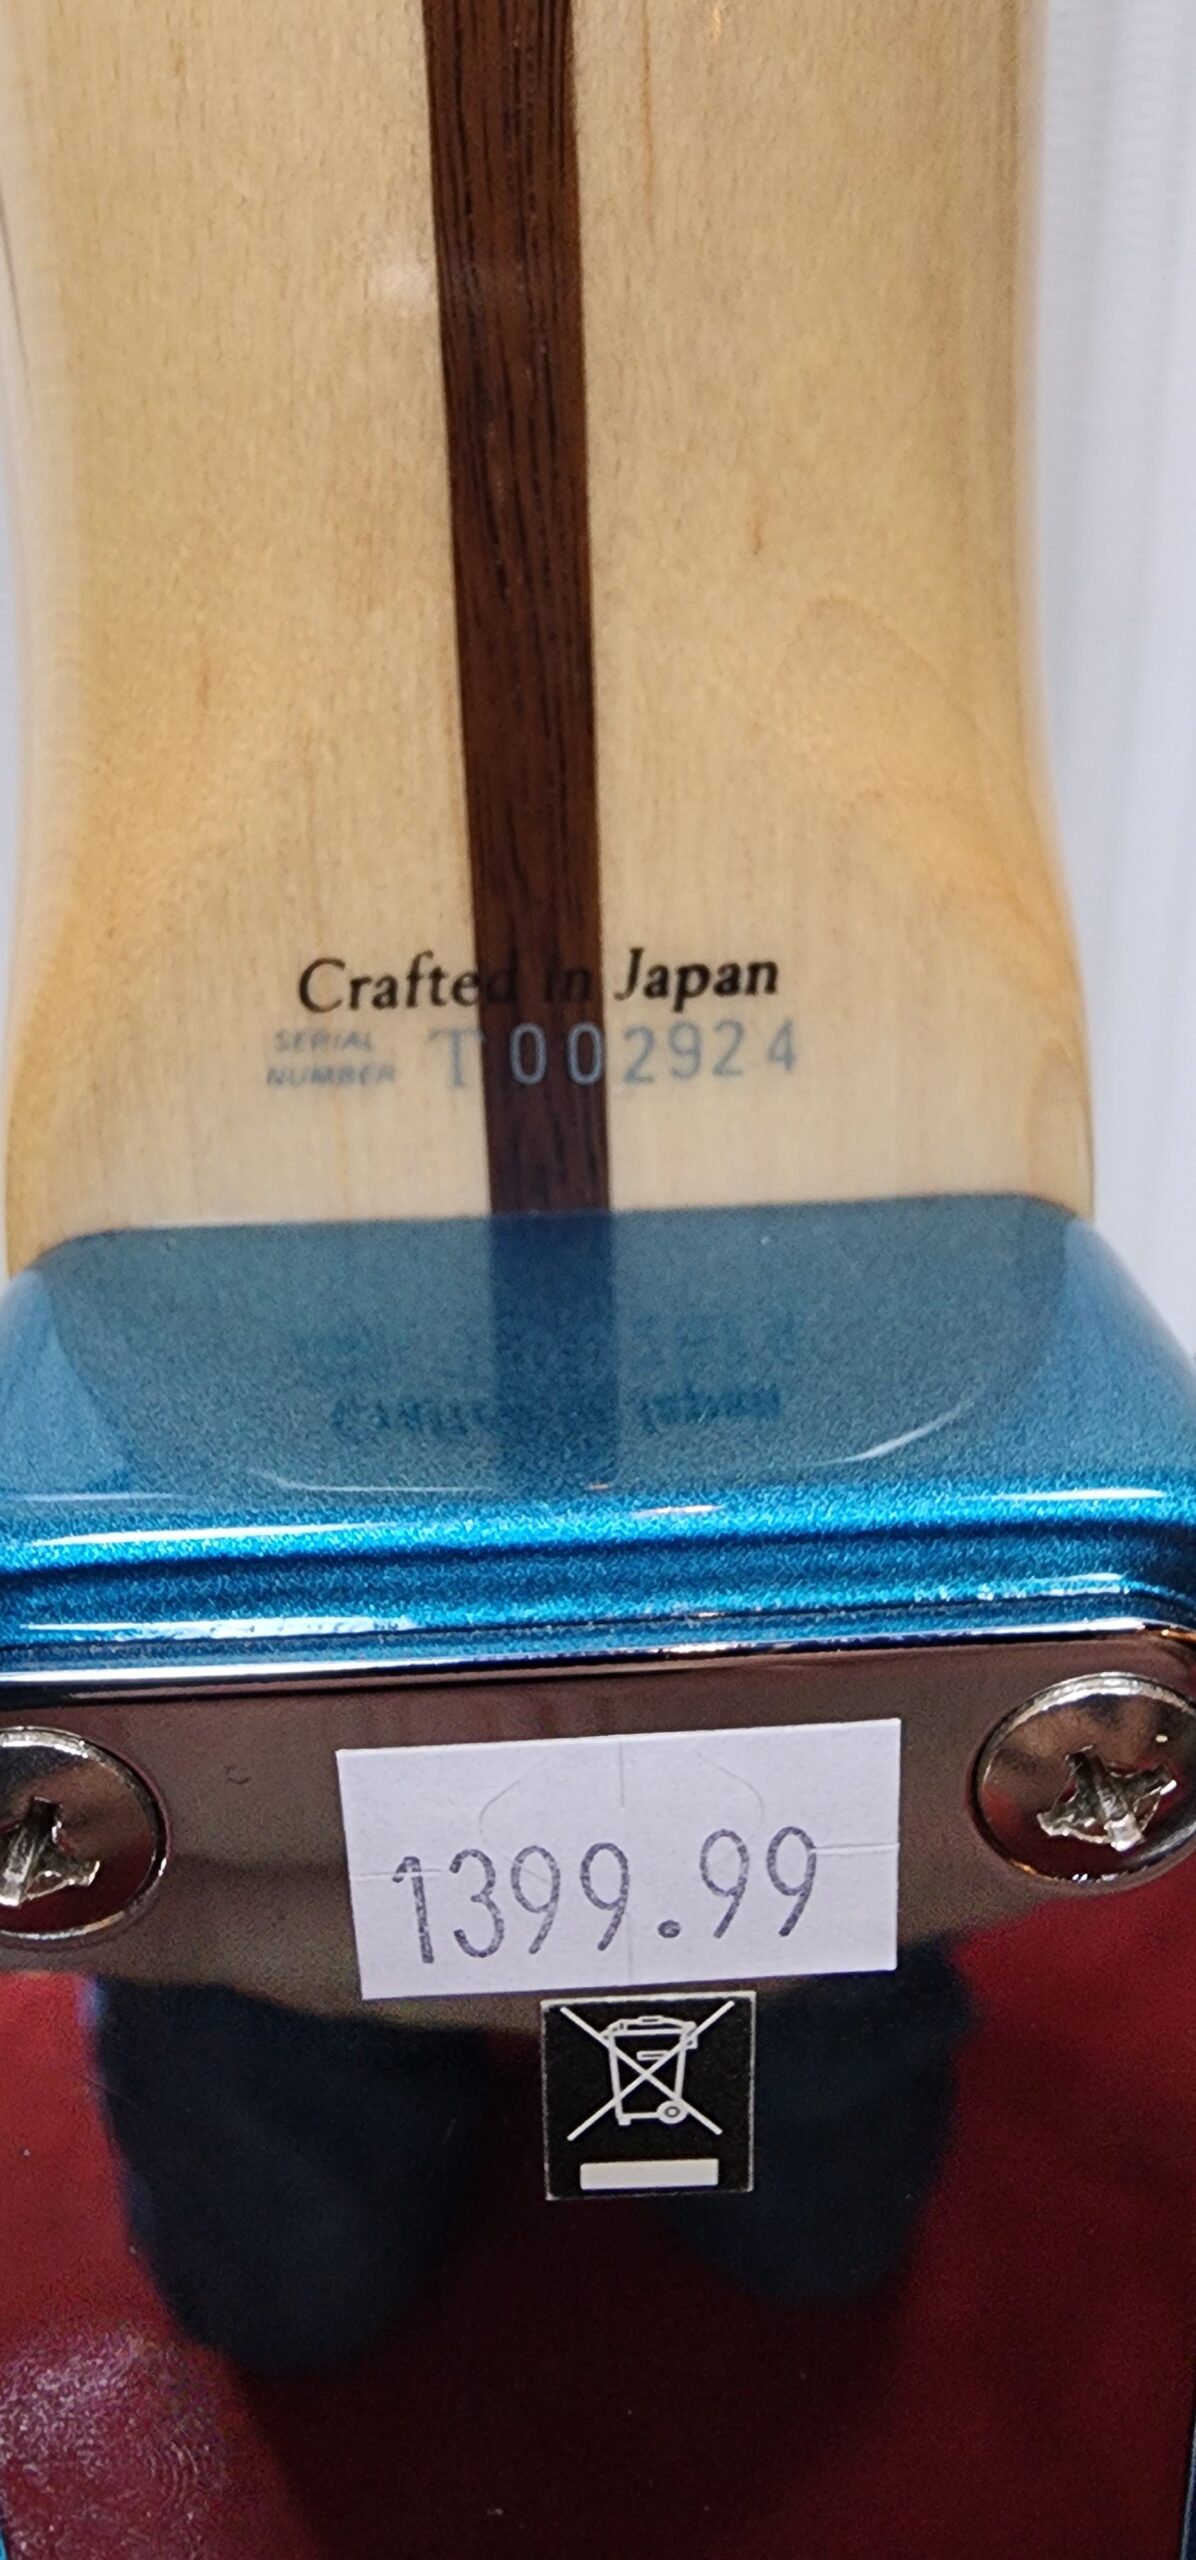 Crafted in Japan
SERIAL NUMBER T002924
1399.99